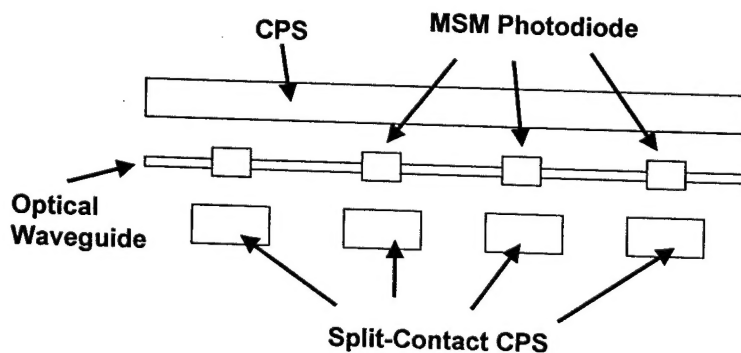 CPS
MSM Photodiode
Optical
Waveguide
Split-Contact CPS